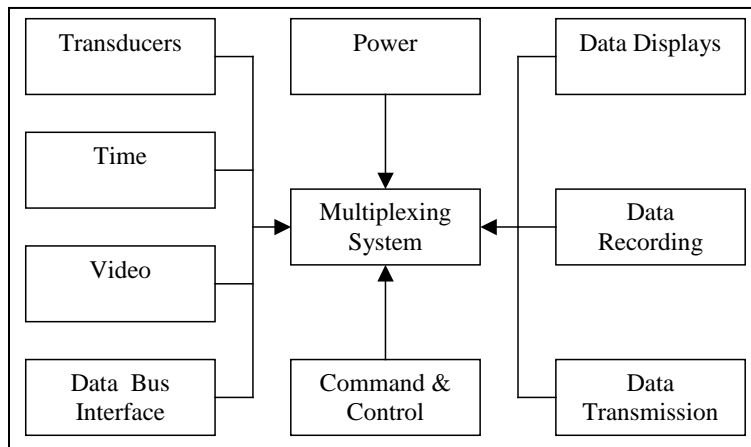 Transducers
Power
Data Displays
Time
Multiplexing
System
Data
Recording
Video
Data Bus
Interface
Command &
Control
Data
Transmission